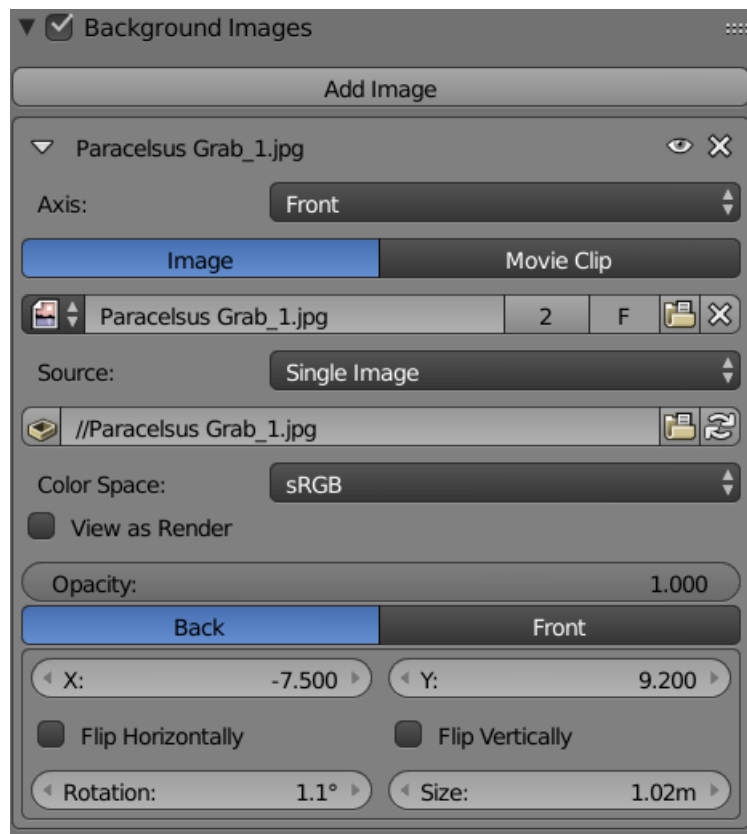 Background Images
Add Image
Paracelsus Grab_1.jpg
Axis: Front
Image Movie Clip
Paracelsus Grab_1.jpg 2 F
Source: Single Image
//Paracelsus Grab_1.jpg
Color Space: sRGB
View as Render
Opacity: 1.000
Back Front
X: -7.500 Y: 9.200
Flip Horizontally Flip Vertically
Rotation: 1.1° Size: 1.02m